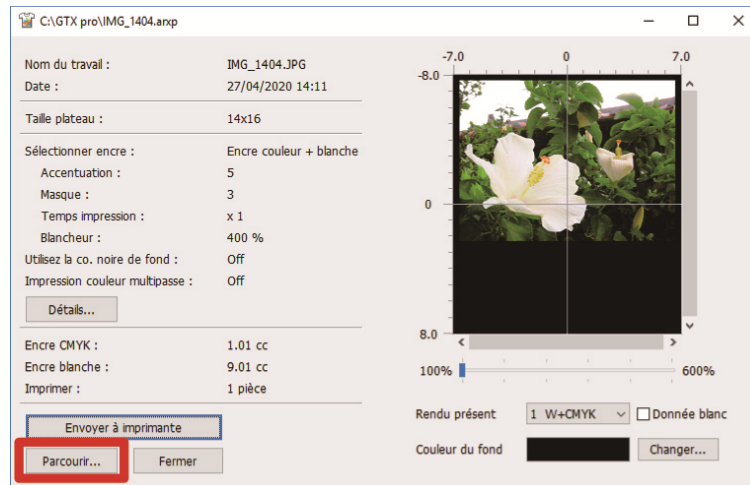 C:\GTX pro\IMG_1404.arxp
Nom du travail : IMG_1404.JPG
Date : 27/04/2020 14:11
Taille plateau : 14x16
Sélectionner encre : Encre couleur + blanche
Accentuation : 5
Masque : 3
Temps impression : x 1
Blancheur : 400 %
Utilisez la co. noire de fond : Off
Impression couleur multipasse : Off
Détails...
Encre CMYK : 1.01 cc
Encre blanche : 9.01 cc
Imprimer : 1 pièce
Envoyer à imprimante
Parcourir... Fermer
-7.0 0 7.0
-8.0
0
8.0
100% 600%
Rendu présent 1 W+CMYK Donnée blanc
Couleur du fond Changer...